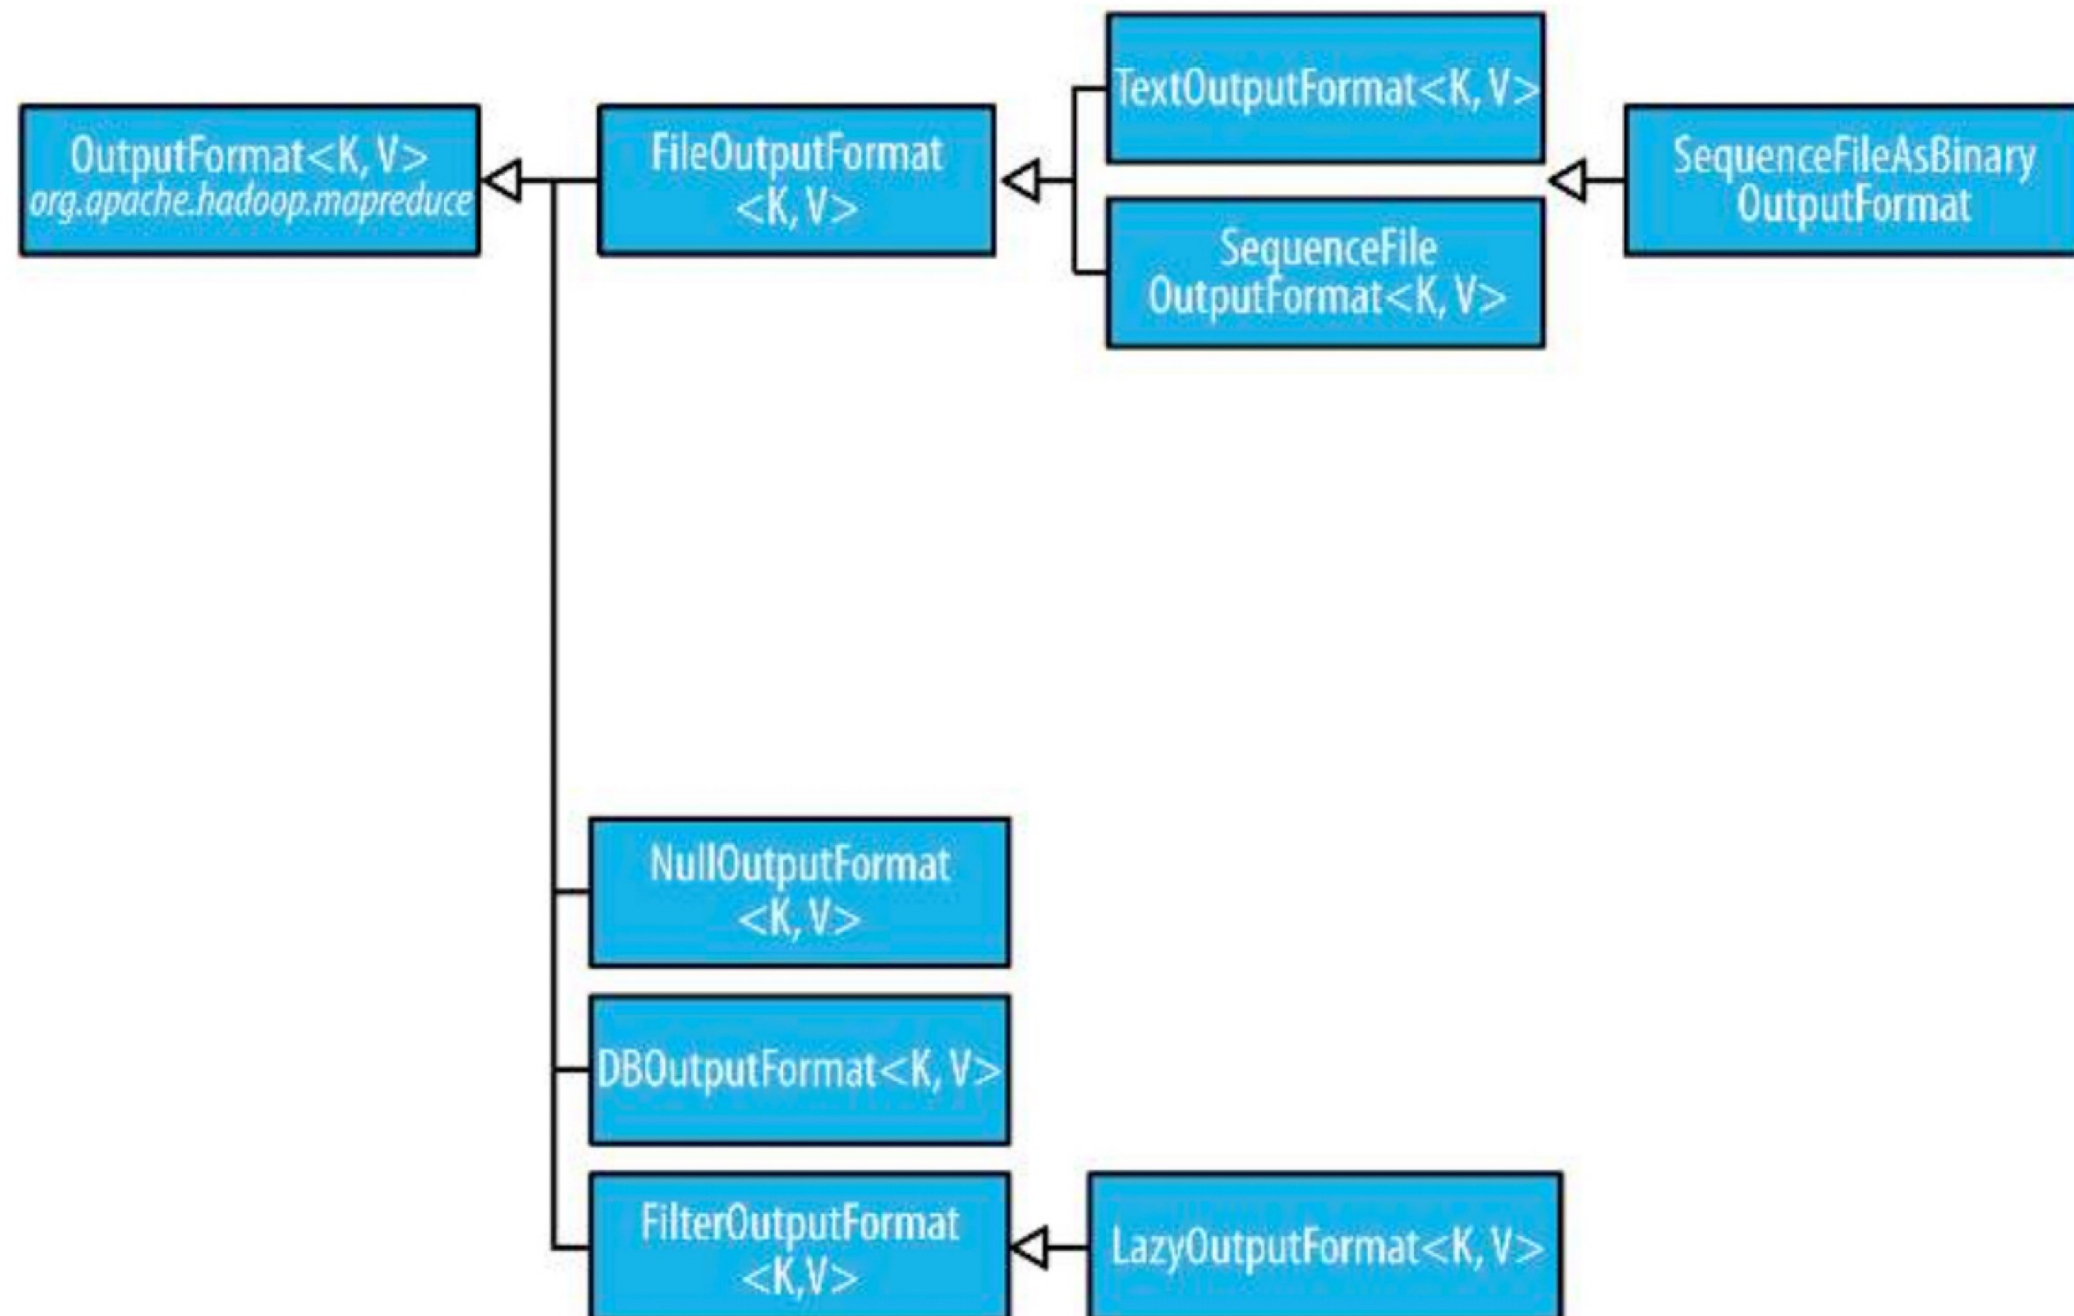 OutputFormat<K, V>
org.apache.hadoop.mapreduce
FileOutputFormat
<K, V>
TextOutputFormat<K, V>
SequenceFile
OutputFormat<K, V>
SequenceFileAsBinary
OutputFormat
NullOutputFormat
<K, V>
DBOutputFormat<K, V>
FilterOutputFormat
<K,V>
LazyOutputFormat<K, V>